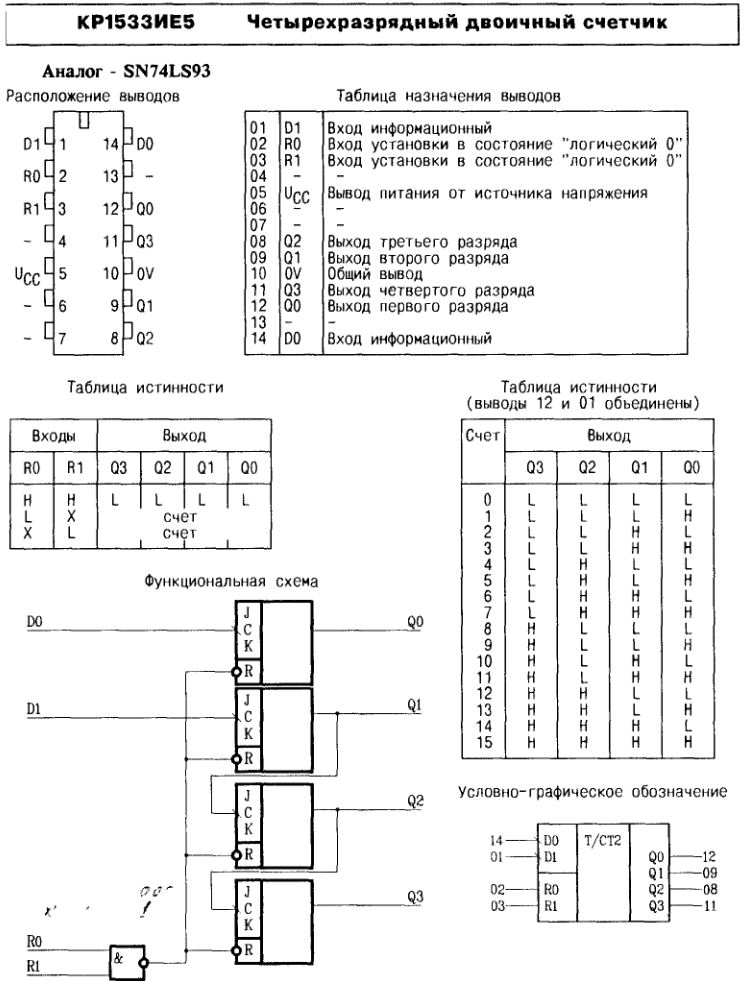 КР1533ИЕ5 Четырехразрядный двоичный счетчик
Аналог - SN74LS93
Расположение выводов
D1 1 14 D0
R0 2 13 -
R1 3 12 Q0
- 4 11 Q3
UCC 5 10 0V
- 6 9 Q1
- 7 8 Q2
Таблица назначения выводов
01 D1 Вход информационный
02 R0 Вход установки в состояние "логический 0"
03 R1 Вход установки в состояние "логический 0"
04 - -
05 UCC Вывод питания от источника напряжения
06 - -
07 - -
08 Q2 Выход третьего разряда
09 Q1 Выход второго разряда
10 0V Общий вывод
11 Q3 Выход четвертого разряда
12 Q0 Выход первого разряда
13 - -
14 D0 Вход информационный
Таблица истинности
Входы Выход
R0 R1 Q3 Q2 Q1 Q0
H H L L L L
L X счет
X L счет
Таблица истинности
(выводы 12 и 01 объединены)
Счет Выход
Q3 Q2 Q1 Q0
0 L L L L
1 L L L H
2 L L H L
3 L L H H
4 L H L L
5 L H L H
6 L H H L
7 L H H H
8 H L L L
9 H L L H
10 H L H L
11 H L H H
12 H H L L
13 H H L H
14 H H H L
15 H H H H
Функциональная схема
D0 J Q0
C
K
R
D1 J Q1
C
K
R
J Q2
C
K
R
J Q3
C
K
R
R0
R1 &
Условно-графическое обозначение
14 D0 T/CT2
01 D1 Q0 12
Q1 09
02 R0 Q2 08
03 R1 Q3 11